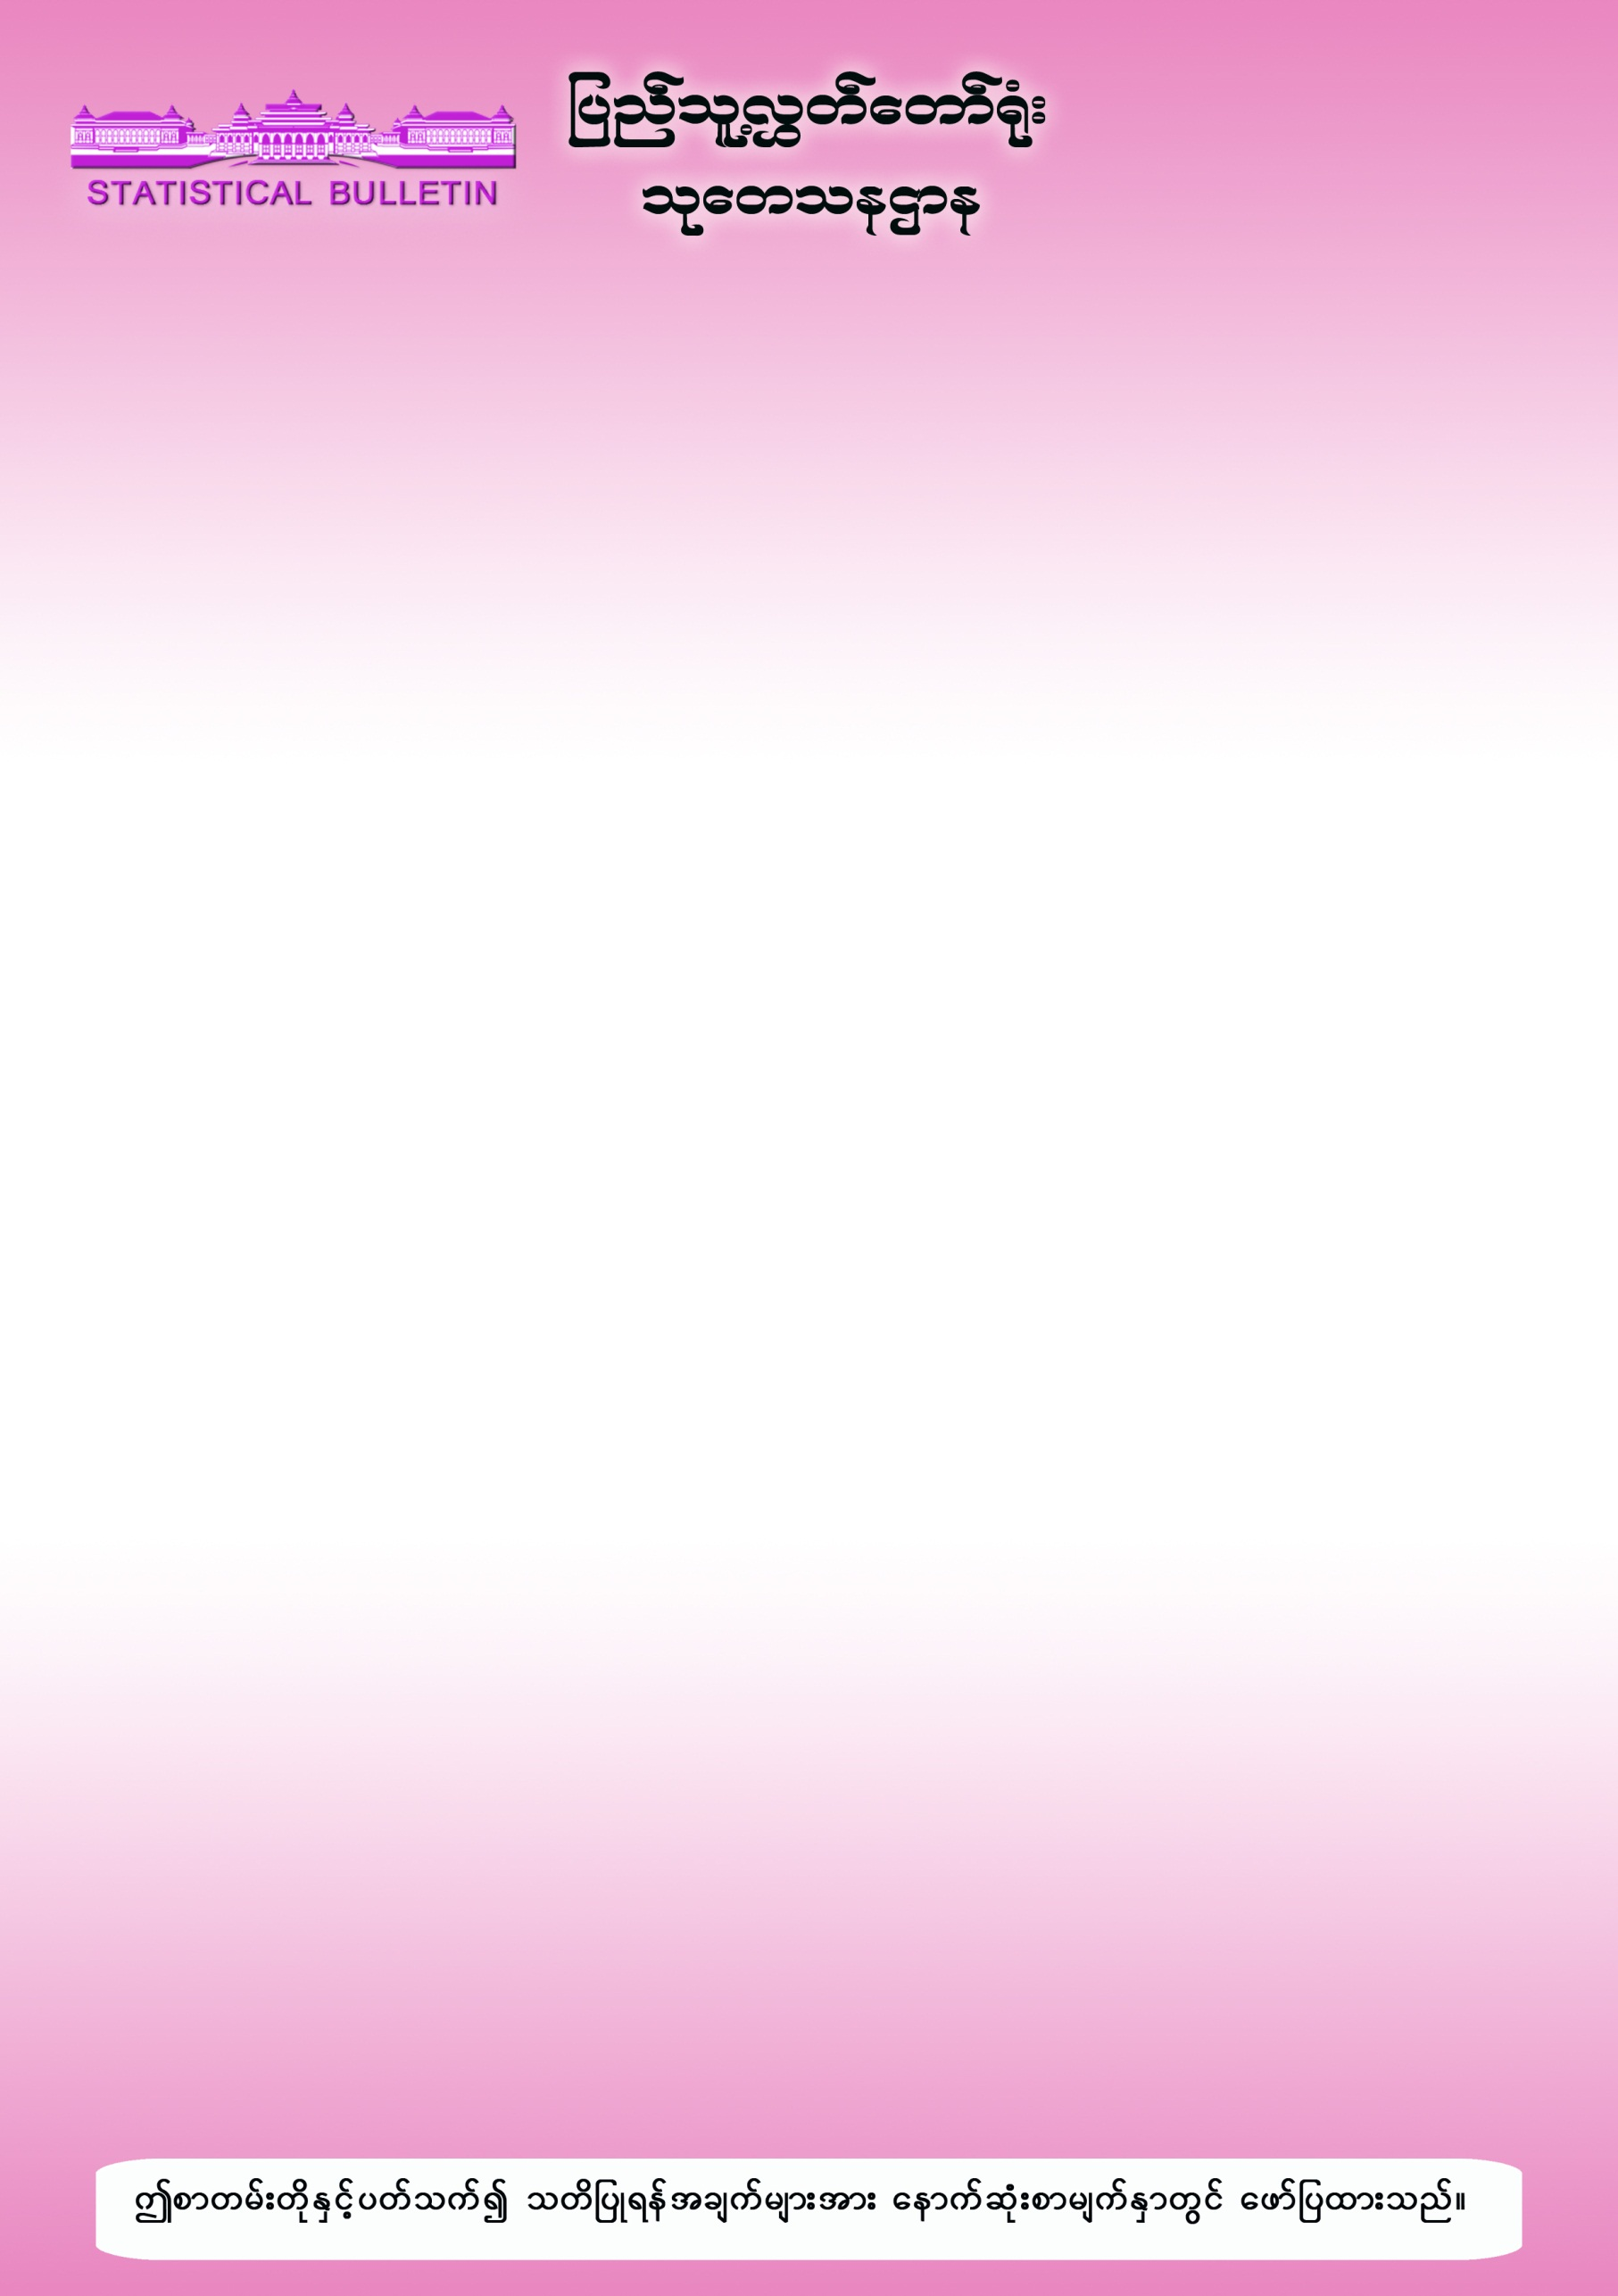 ပြည်သူ့လွှတ်တော်ရုံး
သုတေသနဌာန
STATISTICAL BULLETIN
ဤစာတမ်းတိုနှင့်ပတ်သက်၍ သတိပြုရန်အချက်များအား နောက်ဆုံးစာမျက်နှာတွင် ဖော်ပြထားသည်။